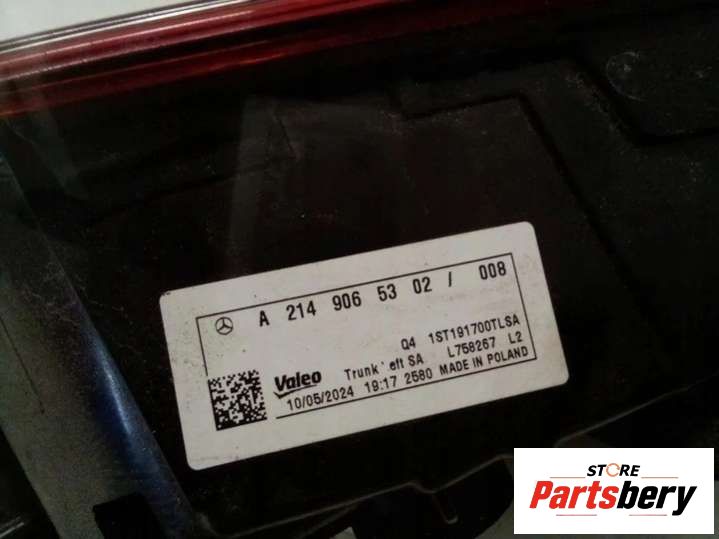 A 214 906 53 02 / 008
Q4 1ST191700TLSA
Valeo Trunk SA L758267 L2
10/05/2024 19:17 2580 MADE IN POLAND
STORE
Partsbery